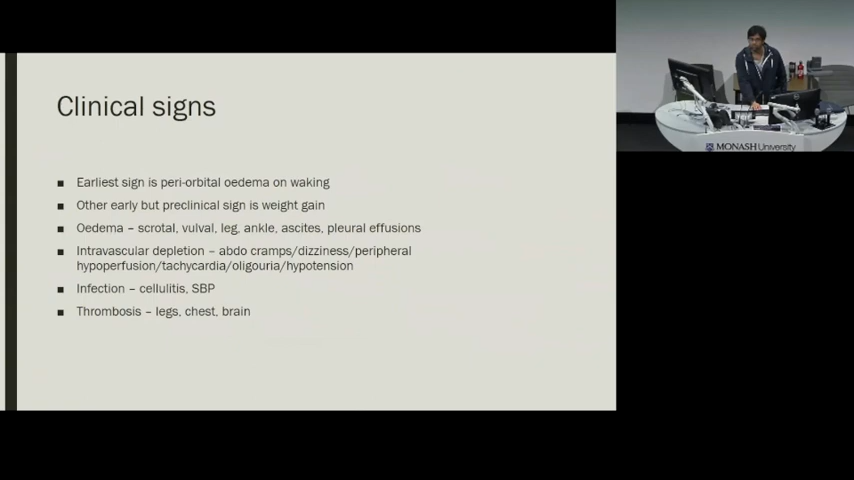 Clinical signs
■ Earliest sign is peri-orbital oedema on waking
■ Other early but preclinical sign is weight gain
■ Oedema – scrotal, vulval, leg, ankle, ascites, pleural effusions
■ Intravascular depletion – abdo cramps/dizziness/peripheral
hypoperfusion/tachycardia/oligouria/hypotension
■ Infection – cellulitis, SBP
■ Thrombosis – legs, chest, brain
MONASH University